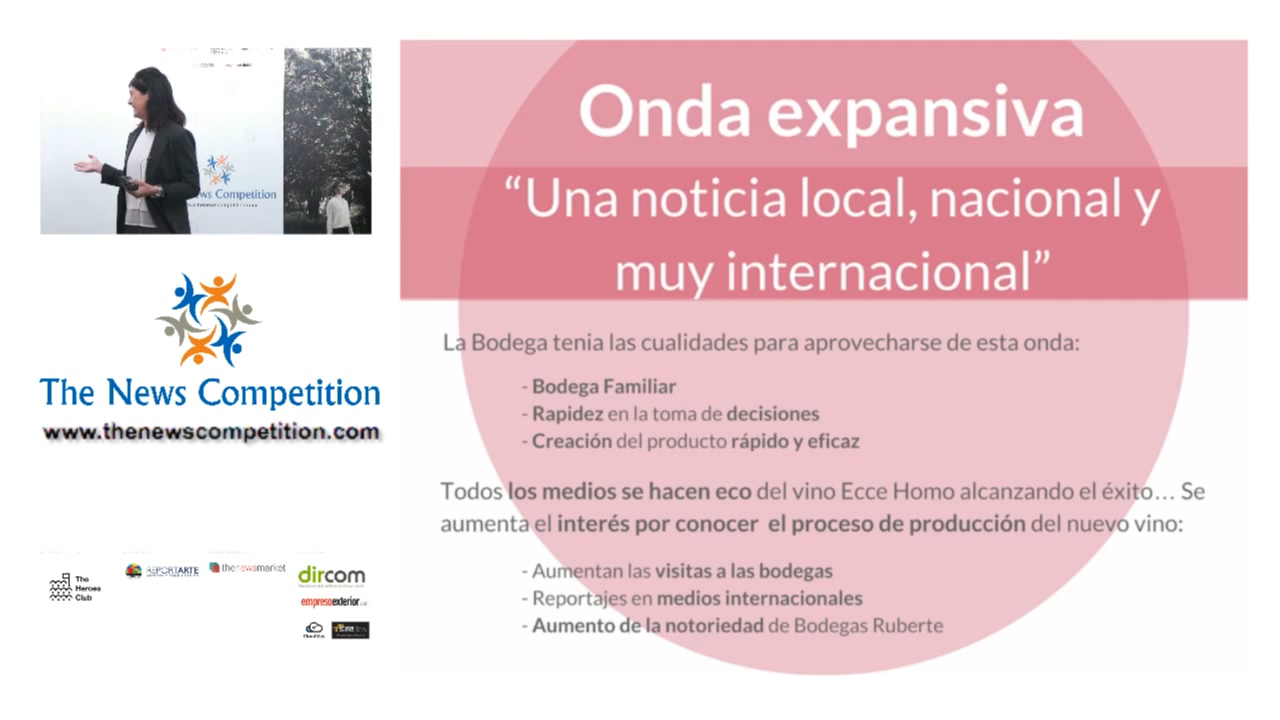 News Competition
The News Competition
www.thenewscompetition.com
The
Heroes
Club
REPORTARTE
thenewsmarket
dircom
empresaexterior
Onda expansiva
“Una noticia local, nacional y
muy internacional”
La Bodega tenia las cualidades para aprovecharse de esta onda:
- Bodega Familiar
- Rapidez en la toma de decisiones
- Creación del producto rápido y eficaz
Todos los medios se hacen eco del vino Ecce Homo alcanzando el éxito… Se
aumenta el interés por conocer el proceso de producción del nuevo vino:
- Aumentan las visitas a las bodegas
- Reportajes en medios internacionales
- Aumento de la notoriedad de Bodegas Ruberte